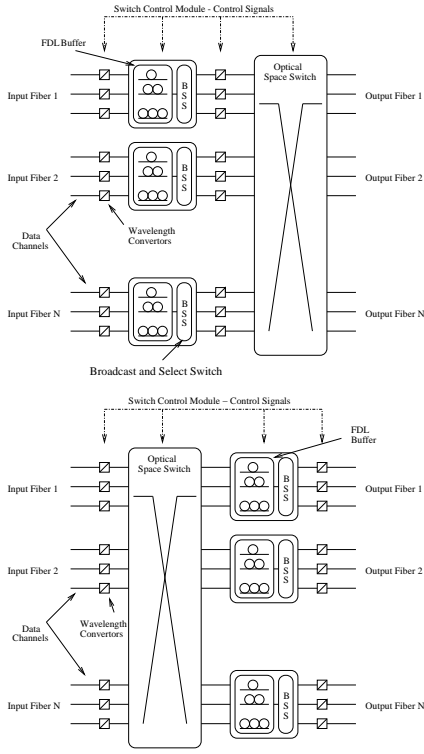 Switch Control Module - Control Signals
FDL Buffer
Optical
Space Switch
Input Fiber 1
B
S
S
Output Fiber 1
Input Fiber 2
B
S
S
Output Fiber 2
Data
Channels
Wavelength
Convertors
Input Fiber N
B
S
S
Output Fiber N
Broadcast and Select Switch
Switch Control Module – Control Signals
FDL
Buffer
Optical
Space Switch
Input Fiber 1
B
S
S
Output Fiber 1
Input Fiber 2
B
S
S
Output Fiber 2
Data
Channels
Wavelength
Convertors
Input Fiber N
B
S
S
Output Fiber N